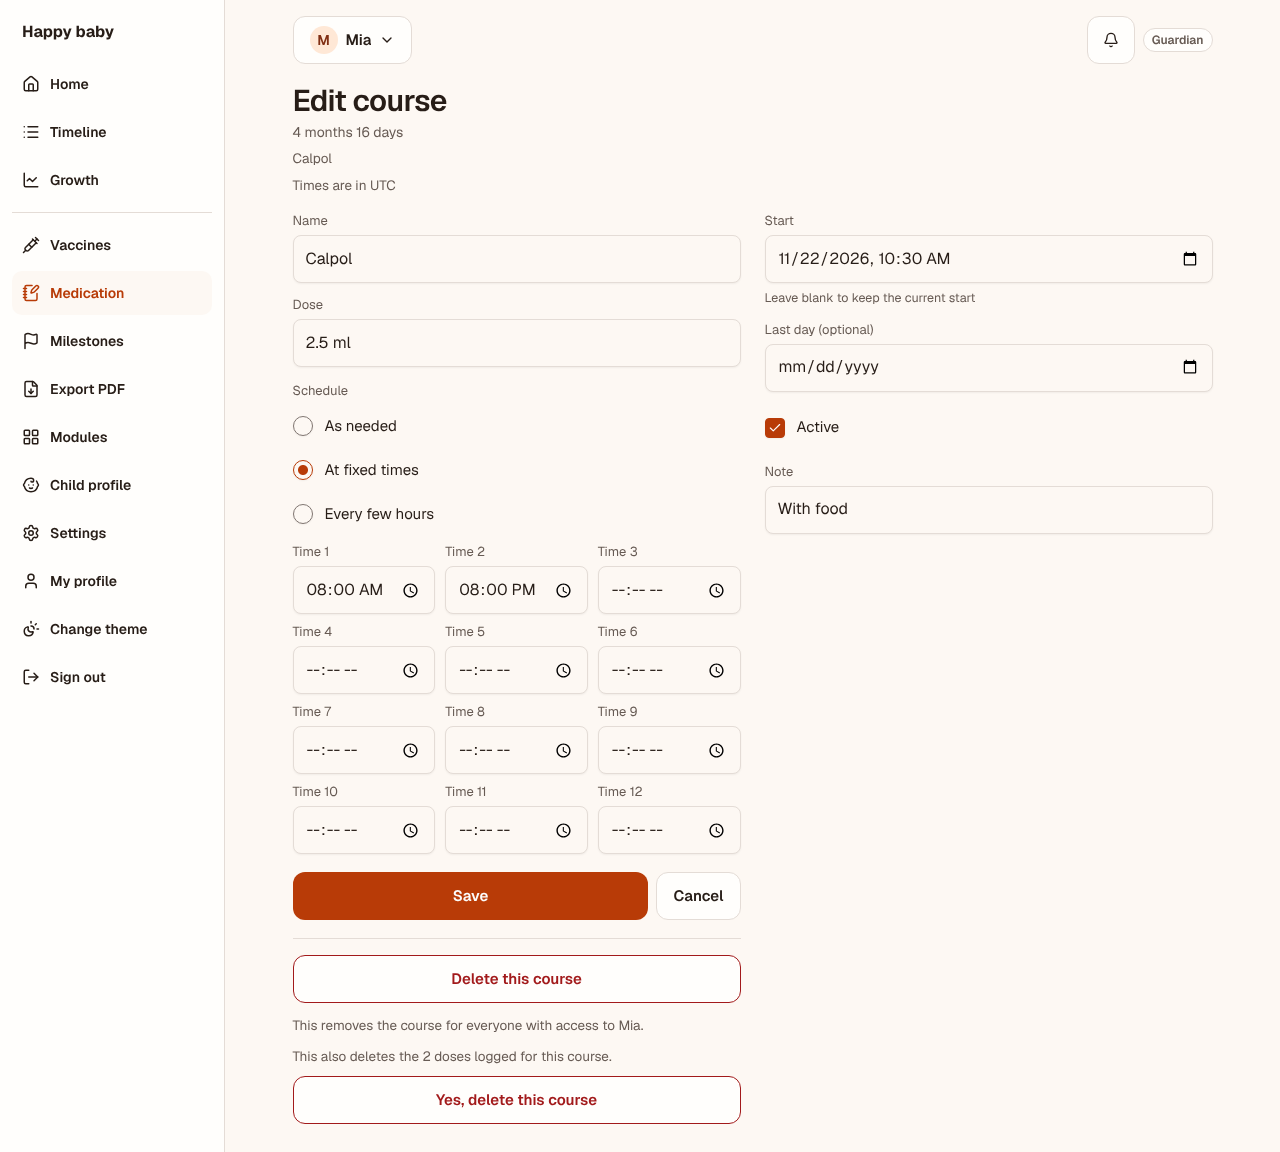 Happy baby
Home
Timeline
Growth
Vaccines
Medication
Milestones
Export PDF
Modules
Child profile
Settings
My profile
Change theme
Sign out
M Mia
Guardian
Edit course
4 months 16 days
Calpol
Times are in UTC
Name
Calpol
Dose
2.5 ml
Schedule
As needed
At fixed times
Every few hours
Time 1 Time 2 Time 3
08:00 AM 08:00 PM --:-- --
Time 4 Time 5 Time 6
--:-- -- --:-- -- --:-- --
Time 7 Time 8 Time 9
--:-- -- --:-- -- --:-- --
Time 10 Time 11 Time 12
--:-- -- --:-- -- --:-- --
Save Cancel
Delete this course
This removes the course for everyone with access to Mia.
This also deletes the 2 doses logged for this course.
Yes, delete this course
Start
11/22/2026, 10:30 AM
Leave blank to keep the current start
Last day (optional)
mm/dd/yyyy
Active
Note
With food